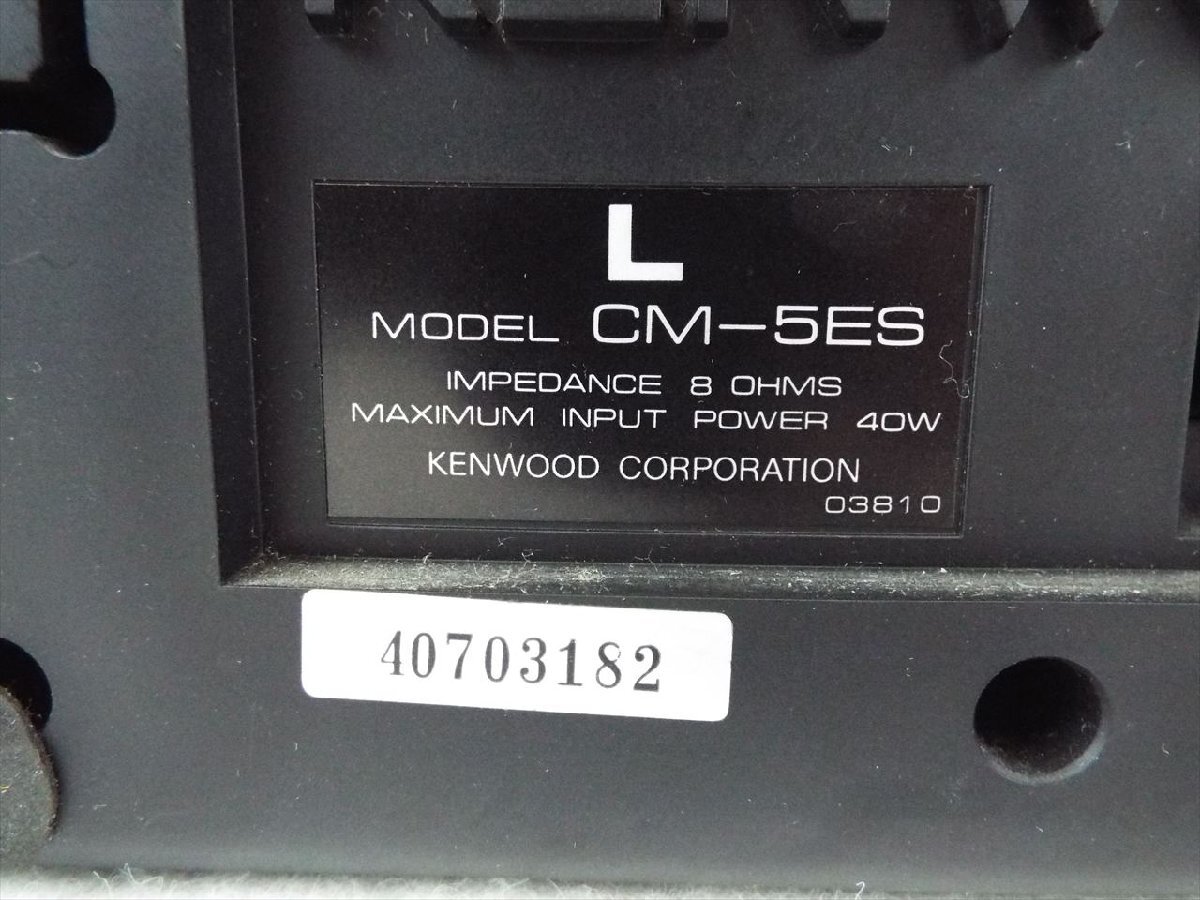 L
MODEL CM-5ES
IMPEDANCE 8 OHMS
MAXIMUM INPUT POWER 40W
KENWOOD CORPORATION
03810
40703182